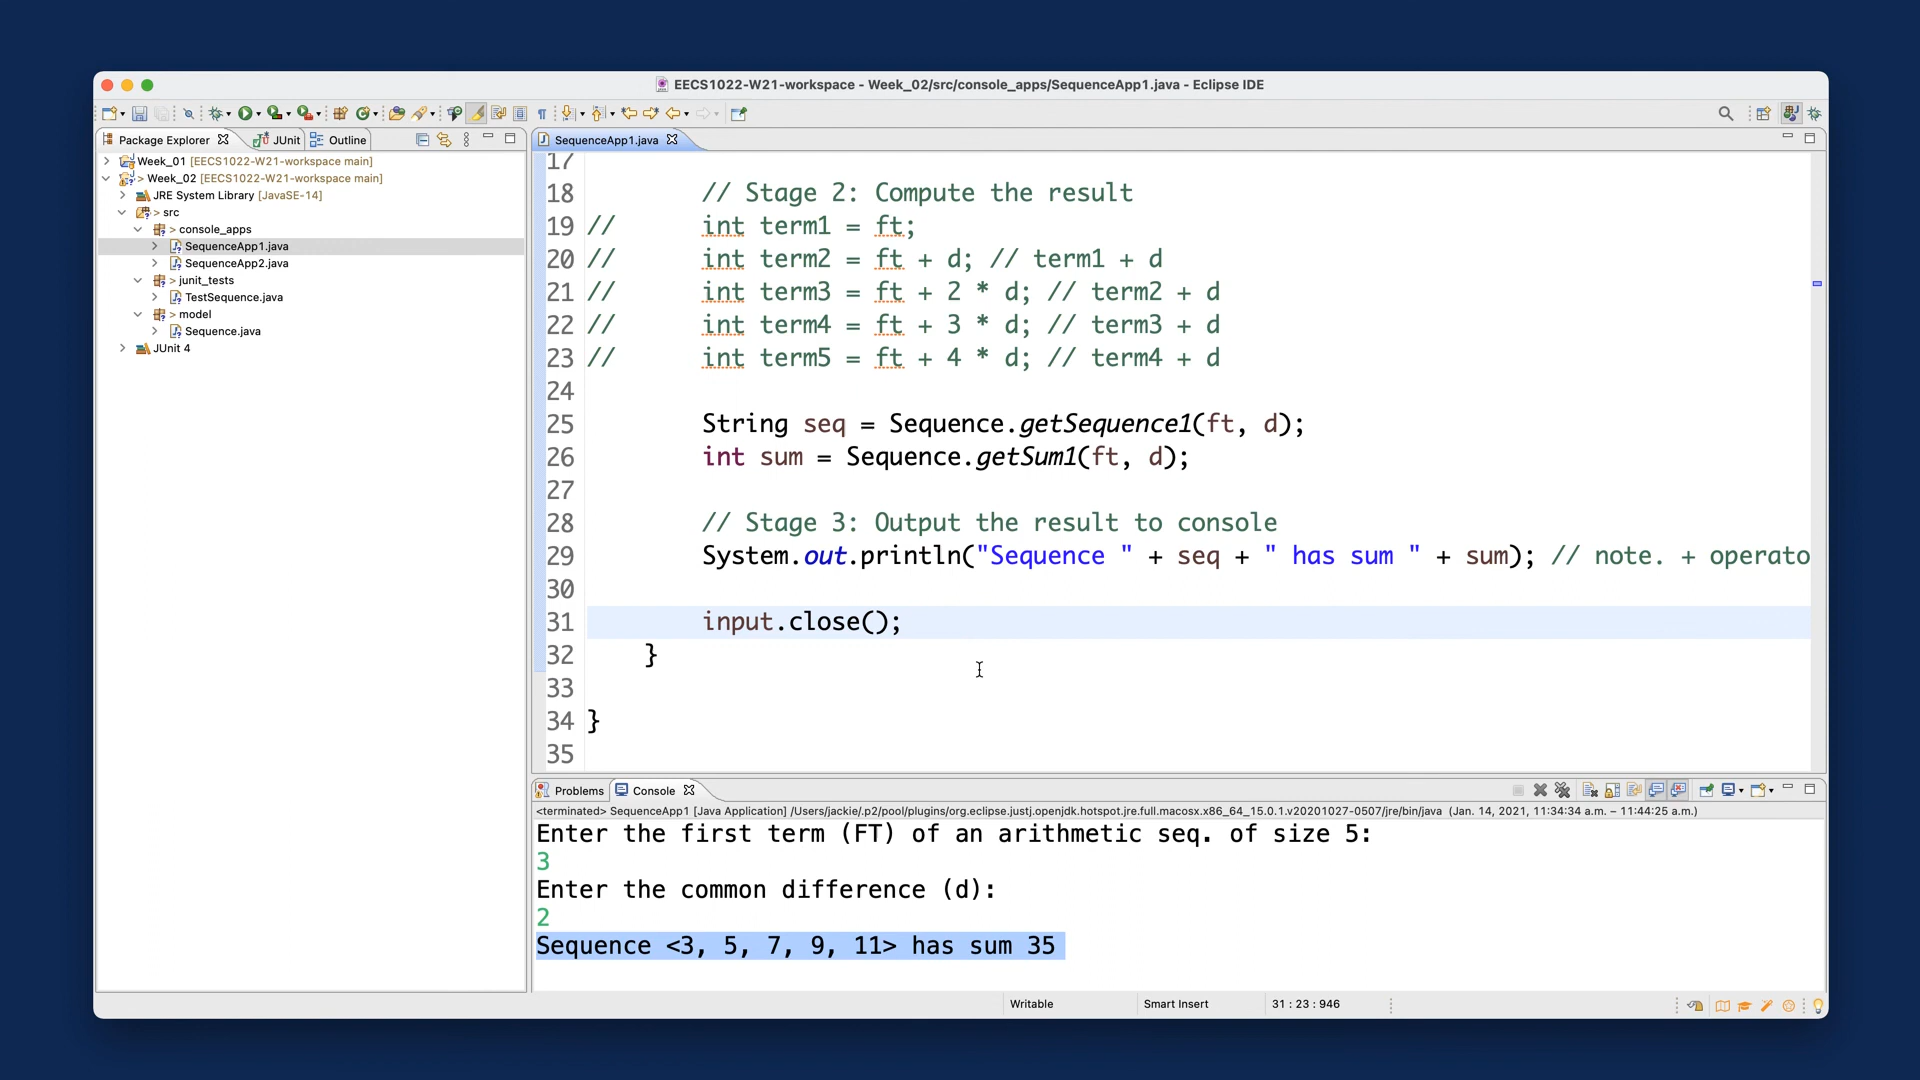 EECS1022-W21-workspace - Week_02/src/console_apps/SequenceApp1.java - Eclipse IDE
Package Explorer
JUnit
Outline
Week_01 [EECS1022-W21-workspace main]
> Week_02 [EECS1022-W21-workspace main]
JRE System Library [JavaSE-14]
> src
> console_apps
> SequenceApp1.java
> SequenceApp2.java
> junit_tests
> TestSequence.java
> model
> Sequence.java
JUnit 4
SequenceApp1.java
17
18 // Stage 2: Compute the result
19 // int term1 = ft;
20 // int term2 = ft + d; // term1 + d
21 // int term3 = ft + 2 * d; // term2 + d
22 // int term4 = ft + 3 * d; // term3 + d
23 // int term5 = ft + 4 * d; // term4 + d
24
25 String seq = Sequence.getSequence1(ft, d);
26 int sum = Sequence.getSum1(ft, d);
27
28 // Stage 3: Output the result to console
29 System.out.println("Sequence " + seq + " has sum " + sum); // note. + operato
30
31 input.close();
32 }
33
34 }
35
Problems
Console
<terminated> SequenceApp1 [Java Application] /Users/jackie/.p2/pool/plugins/org.eclipse.justj.openjdk.hotspot.jre.full.macosx.x86_64_15.0.1.v20201027-0507/jre/bin/java (Jan. 14, 2021, 11:34:34 a.m. – 11:44:25 a.m.)
Enter the first term (FT) of an arithmetic seq. of size 5:
3
Enter the common difference (d):
2
Sequence <3, 5, 7, 9, 11> has sum 35
Writable
Smart Insert
31 : 23 : 946